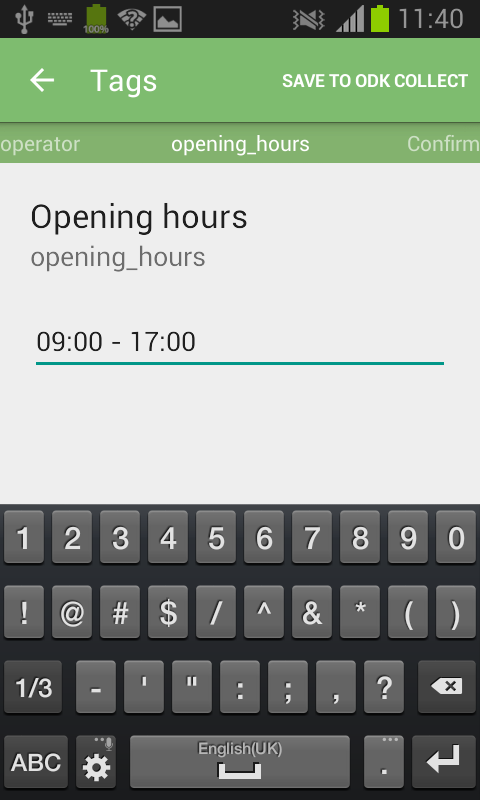 100% 11:40
Tags SAVE TO ODK COLLECT
operator opening_hours Confirm
Opening hours
opening_hours
09:00 - 17:00
1 2 3 4 5 6 7 8 9 0
! @ # $ / ^ & * ( )
1/3 - ' " : ; , ?
ABC English(UK) .